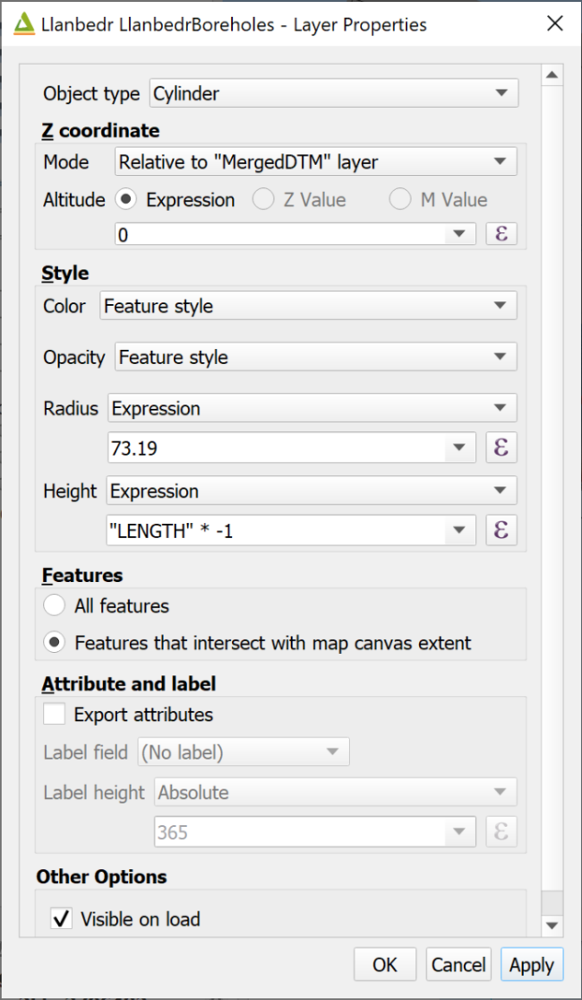 Llanbedr LlanbedrBoreholes - Layer Properties
Object type Cylinder
Z coordinate
Mode Relative to "MergedDTM" layer
Altitude Expression Z Value M Value
0 ε
Style
Color Feature style
Opacity Feature style
Radius Expression
73.19 ε
Height Expression
"LENGTH" * -1 ε
Features
All features
Features that intersect with map canvas extent
Attribute and label
Export attributes
Label field (No label)
Label height Absolute
365 ε
Other Options
Visible on load
OK Cancel Apply